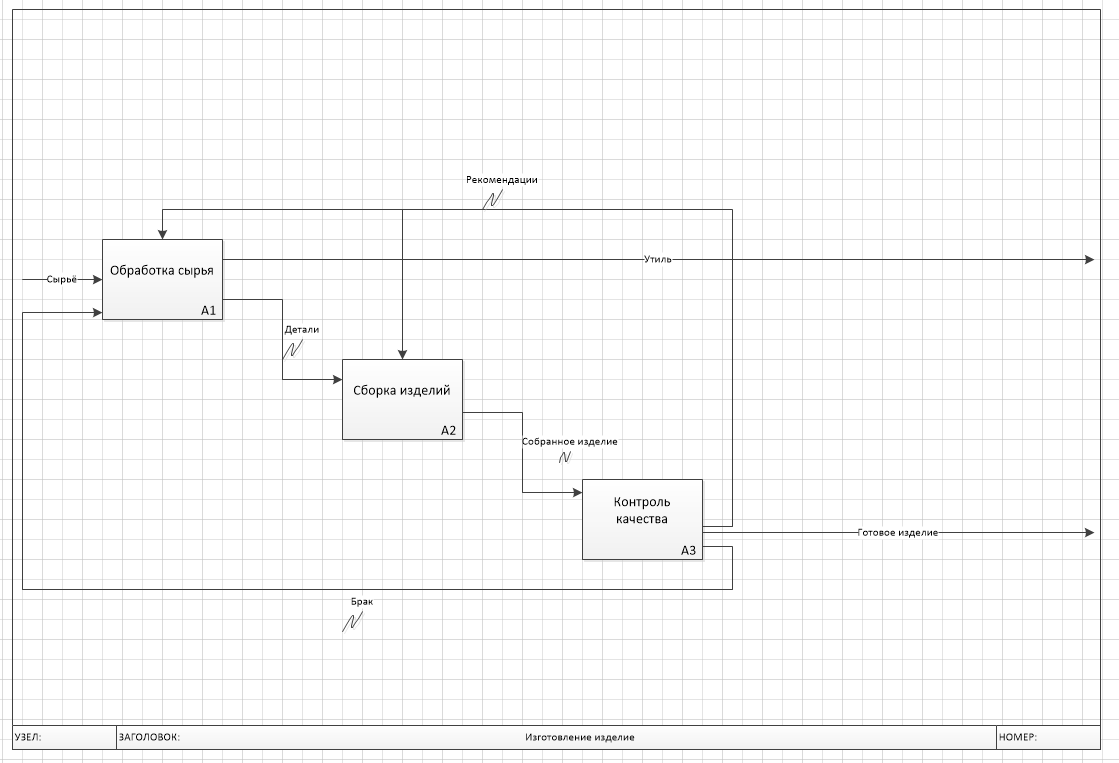 Рекомендации
Обработка сырья
Утиль
Сырьё
A1
Детали
Сборка изделий
A2
Собранное изделие
Контроль
качества
Готовое изделие
A3
Брак
УЗЕЛ:
ЗАГОЛОВОК:
Изготовление изделие
НОМЕР: